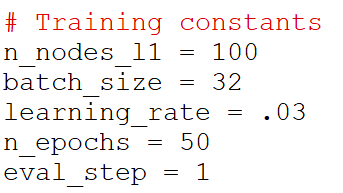 # Training constants
n_nodes_l1 = 100
batch_size = 32
learning_rate = .03
n_epochs = 50
eval_step = 1